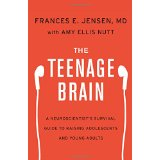 FRANCES E. JENSEN, MD
with AMY ELLIS NUTT
THE
TEENAGE
BRAIN
A NEUROSCIENTIST'S SURVIVAL
GUIDE TO RAISING ADOLESCENTS
AND YOUNG ADULTS